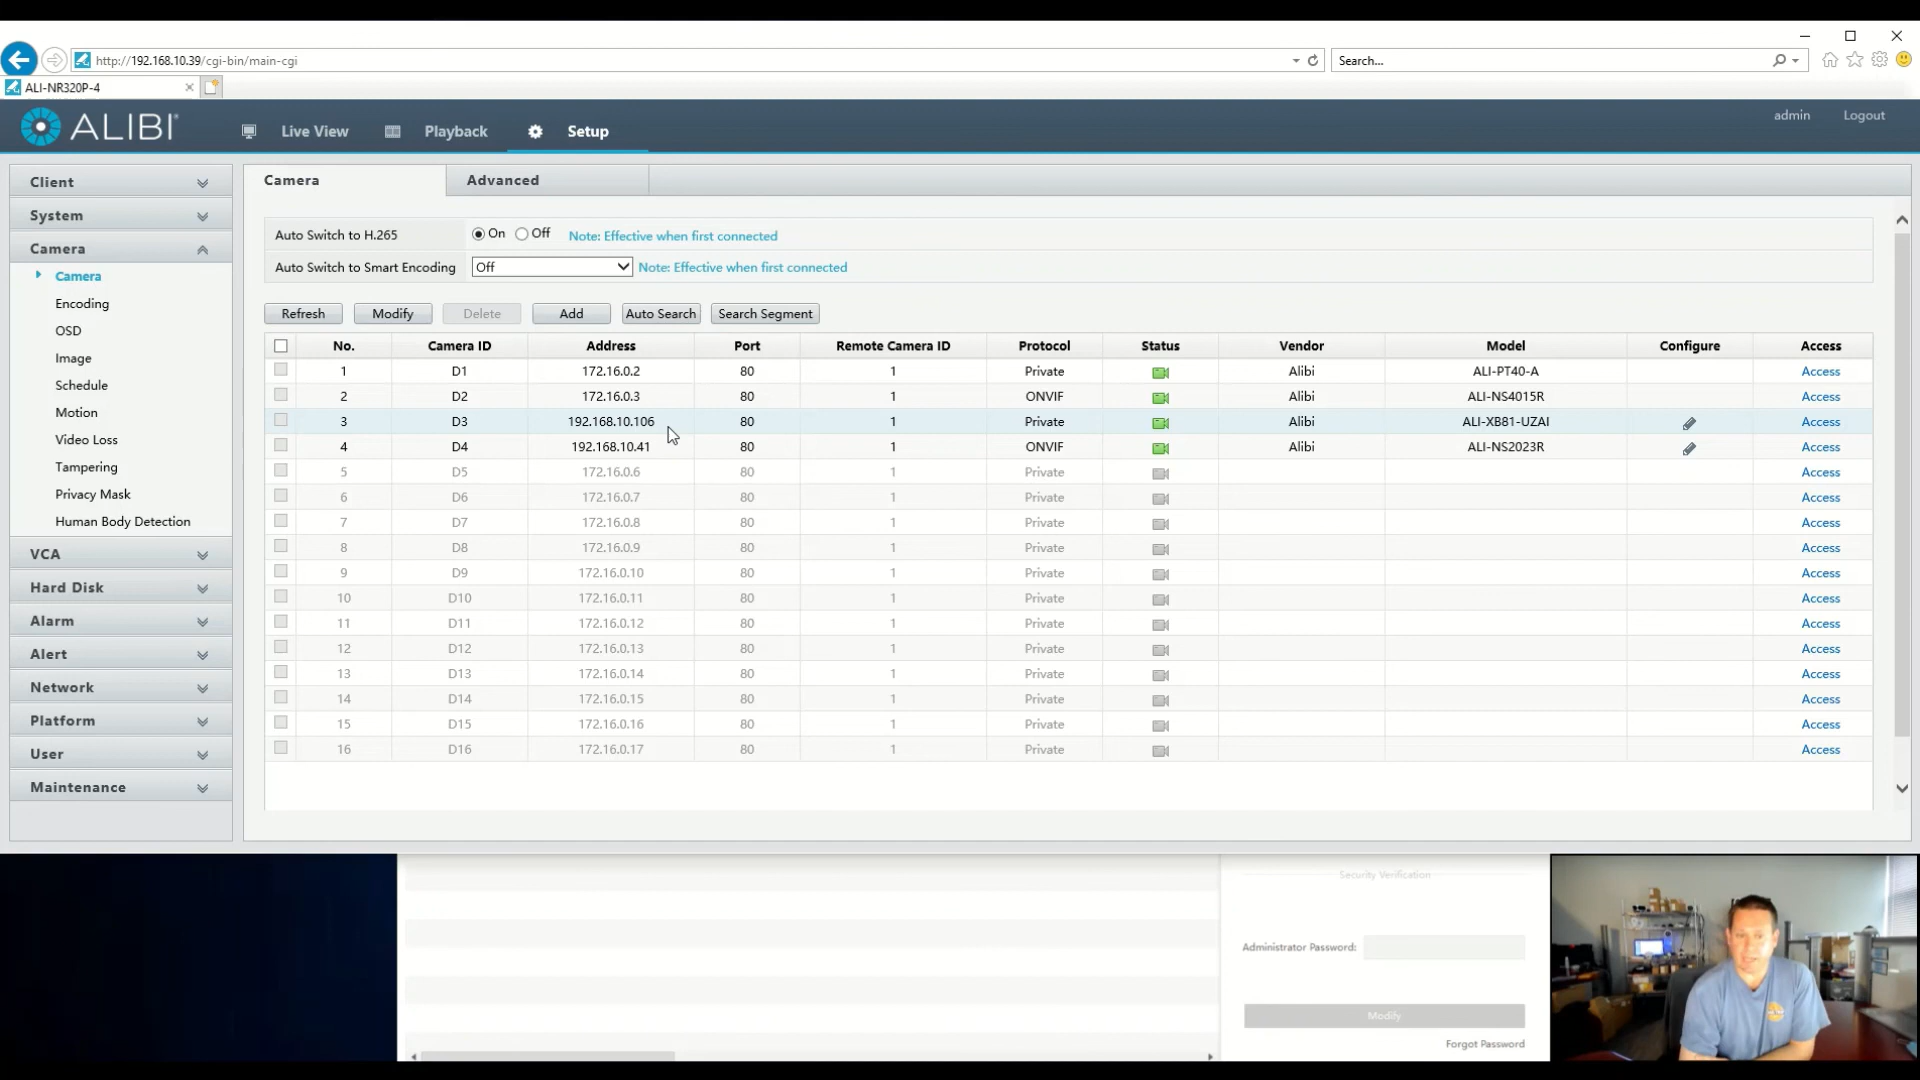 http://192.168.10.39/cgi-bin/main-cgi
Search...
ALI-NR320P-4
ALIBI
Live View
Playback
Setup
admin
Logout
Client
System
Camera
Camera
Encoding
OSD
Image
Schedule
Motion
Video Loss
Tampering
Privacy Mask
Human Body Detection
VCA
Hard Disk
Alarm
Alert
Network
Platform
User
Maintenance
Camera Advanced
Auto Switch to H.265 On Off Note: Effective when first connected
Auto Switch to Smart Encoding Off Note: Effective when first connected
Refresh Modify Delete Add Auto Search Search Segment
No. Camera ID Address Port Remote Camera ID Protocol Status Vendor Model Configure Access
1 D1 172.16.0.2 80 1 Private Alibi ALI-PT40-A Access
2 D2 172.16.0.3 80 1 ONVIF Alibi ALI-NS4015R Access
3 D3 192.168.10.106 80 1 Private Alibi ALI-XB81-UZAI Access
4 D4 192.168.10.41 80 1 ONVIF Alibi ALI-NS2023R Access
5 D5 172.16.0.6 80 1 Private Access
6 D6 172.16.0.7 80 1 Private Access
7 D7 172.16.0.8 80 1 Private Access
8 D8 172.16.0.9 80 1 Private Access
9 D9 172.16.0.10 80 1 Private Access
10 D10 172.16.0.11 80 1 Private Access
11 D11 172.16.0.12 80 1 Private Access
12 D12 172.16.0.13 80 1 Private Access
13 D13 172.16.0.14 80 1 Private Access
14 D14 172.16.0.15 80 1 Private Access
15 D15 172.16.0.16 80 1 Private Access
16 D16 172.16.0.17 80 1 Private Access
Security Verification
Administrator Password:
Modify
Forgot Password